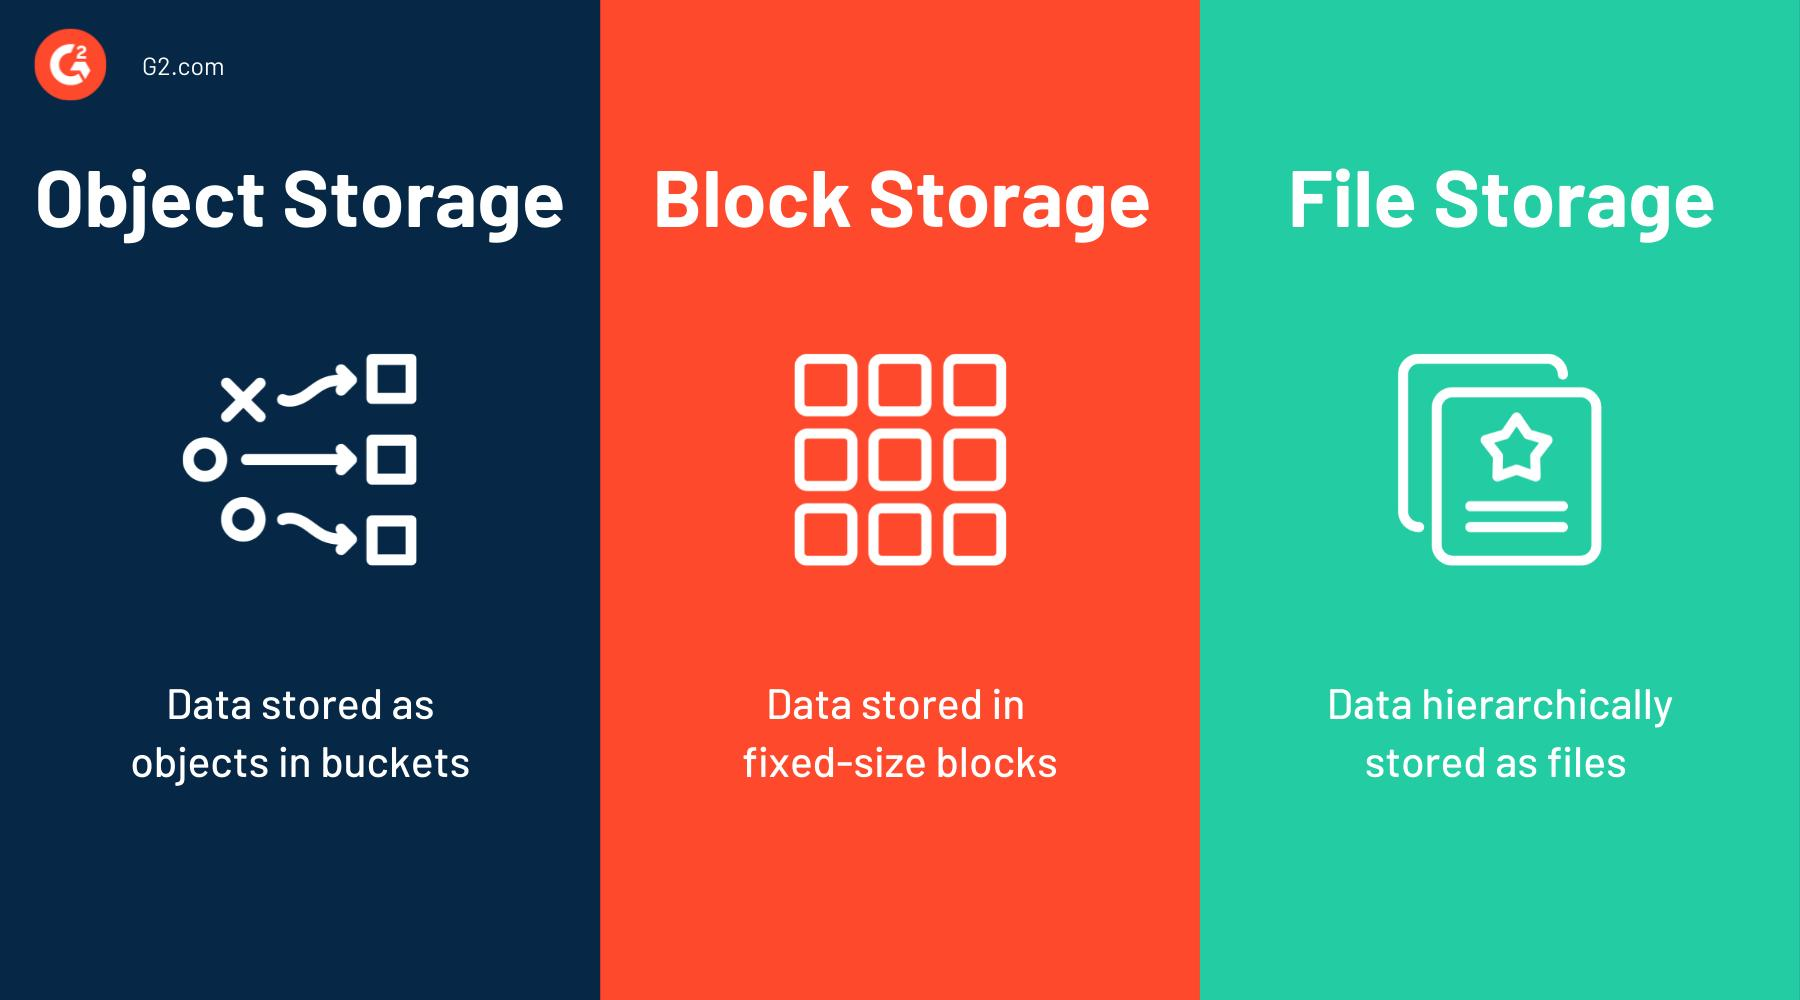 G2
G2.com
Object Storage
Data stored as
objects in buckets
Block Storage
Data stored in
fixed-size blocks
File Storage
Data hierarchically
stored as files